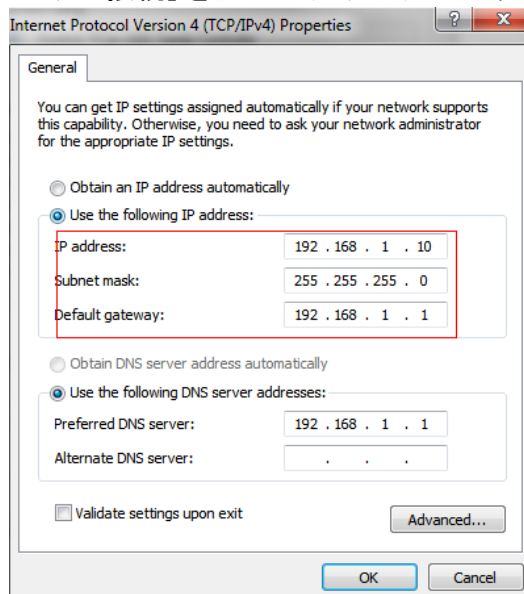 Internet Protocol Version 4 (TCP/IPv4) Properties
General
You can get IP settings assigned automatically if your network supports
this capability. Otherwise, you need to ask your network administrator
for the appropriate IP settings.
Obtain an IP address automatically
Use the following IP address:
IP address: 192 . 168 . 1 . 10
Subnet mask: 255 . 255 . 255 . 0
Default gateway: 192 . 168 . 1 . 1
Obtain DNS server address automatically
Use the following DNS server addresses:
Preferred DNS server: 192 . 168 . 1 . 1
Alternate DNS server: . . .
Validate settings upon exit
Advanced...
OK Cancel